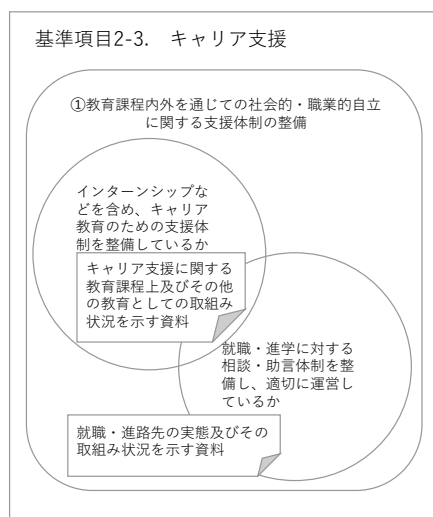 基準項目2-3. キャリア支援
①教育課程内外を通じての社会的・職業的自立
に関する支援体制の整備
インターンシップな
どを含め、キャリア
教育のための支援体
制を整備しているか
キャリア支援に関する
教育課程上及びその他
の教育としての取組み
状況を示す資料
就職・進学に対する
相談・助言体制を整
備し、適切に運営し
ているか
就職・進路先の実態及びその
取組み状況を示す資料